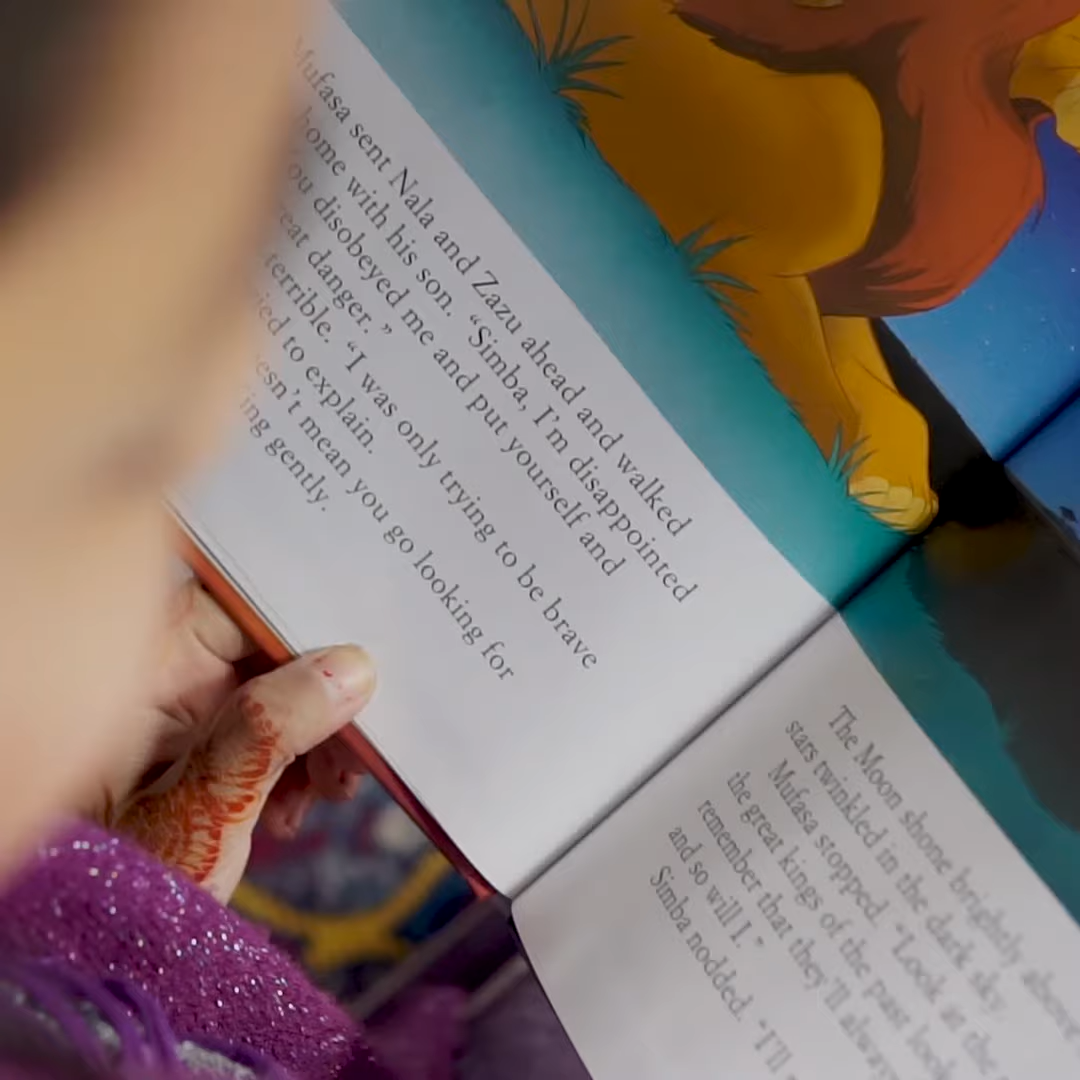 Mufasa sent Nala and Zazu ahead and walked
home with his son. “Simba, I’m disappointed
ou disobeyed me and put yourself and
eat danger.”
terrible. “I was only trying to be brave
ied to explain.
esn’t mean you go looking for
ing gently.
The Moon shone brightly above
stars twinkled in the dark sky.
Mufasa stopped. “Look at the
the great kings of the past look
remember that they’ll always
and so will I.”
Simba nodded. “I’ll